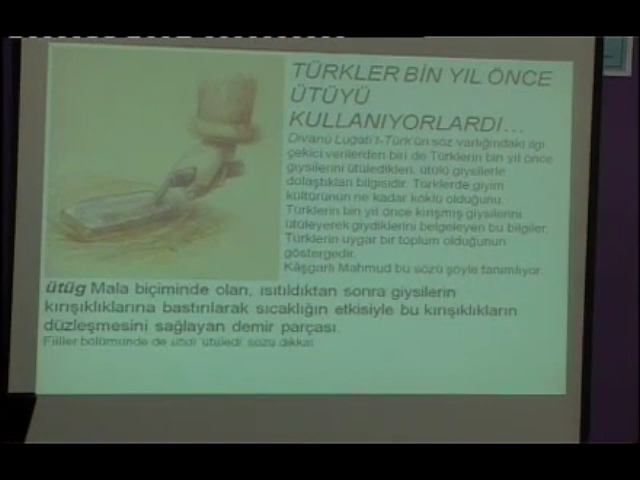 TÜRKLER BİN YIL ÖNCE
ÜTÜYÜ
KULLANIYORLARDI...
Divanü Lugati't-Türk'ün söz varlığındaki ilgi
çekici verilerden biri de Türklerin bin yıl önce
giysilerini ütüledikleri, ütülü giysilerle
dolaştıkları bilgisidir. Türklerde giyim
kültürünün ne kadar köklü olduğunu,
Türklerin bin yıl önce kırışmış giysilerini
ütüleyerek giydiklerini belgeleyen bu bilgiler,
Türklerin uygar bir toplum olduğunun
göstergedir.
Kâşgarlı Mahmud bu sözü şöyle tanımlıyor.
ütüg Mala biçiminde olan, ısıtıldıktan sonra giysilerin
kırışıklıklarına bastırılarak sıcaklığın etkisiyle bu kırışıklıkların
düzleşmesini sağlayan demir parçası.
Fiiller bölümünde de ütidi 'ütüledi' sözü dikkat